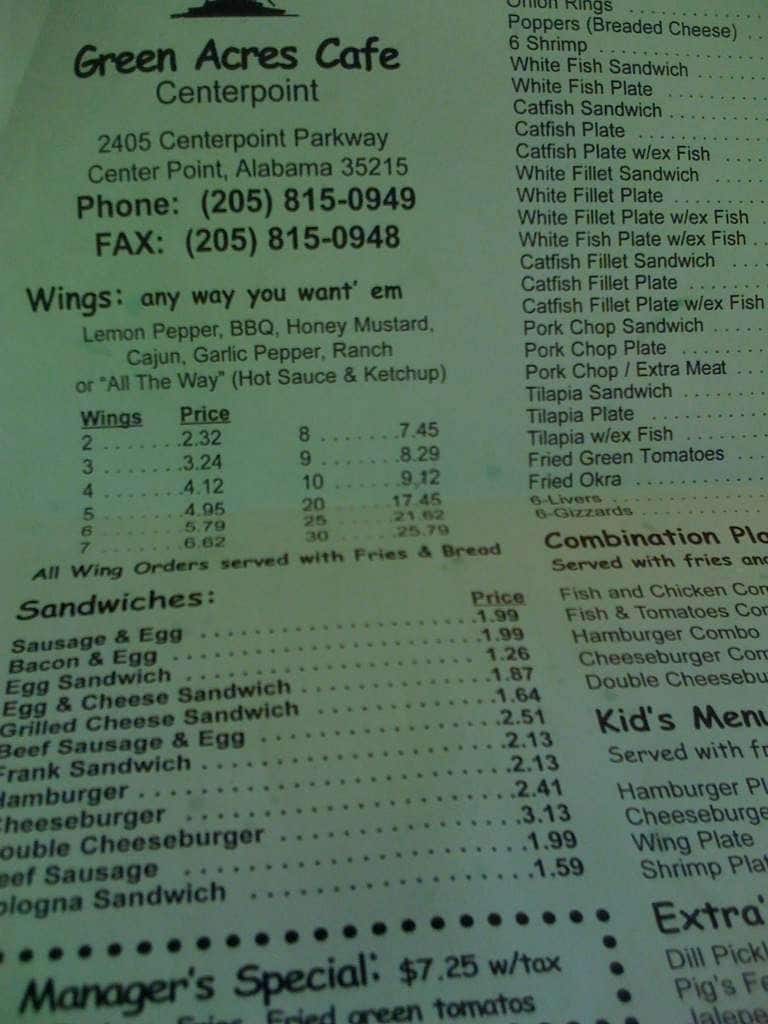 Green Acres Cafe
Centerpoint
2405 Centerpoint Parkway
Center Point, Alabama 35215
Phone: (205) 815-0949
FAX: (205) 815-0948
Wings: any way you want' em
Lemon Pepper, BBQ, Honey Mustard,
Cajun, Garlic Pepper, Ranch
or "All The Way" (Hot Sauce & Ketchup)
Wings Price
2 .......2.32
3 .......3.24
4 .......4.12
5 .......4.95
6 .......5.79
7 .......6.62
8 .......7.45
9 .......8.29
10 .......9.12
20 .......17.45
25 .......21.62
30 .......25.79
All Wing Orders served with Fries & Bread
Sandwiches: Price
Sausage & Egg 1.99
Bacon & Egg 1.99
Egg Sandwich 1.26
Egg & Cheese Sandwich 1.87
Grilled Cheese Sandwich 1.64
Beef Sausage & Egg 2.51
Frank Sandwich 2.13
Hamburger 2.13
Cheeseburger 2.41
ouble Cheeseburger 3.13
eef Sausage 1.99
ologna Sandwich 1.59
Manager's Special: $7.25 w/tax
Fries, Fried green tomatos
Onion Rings
Poppers (Breaded Cheese)
6 Shrimp
White Fish Sandwich
White Fish Plate
Catfish Sandwich
Catfish Plate
Catfish Plate w/ex Fish
White Fillet Sandwich
White Fillet Plate
White Fillet Plate w/ex Fish
White Fish Plate w/ex Fish
Catfish Fillet Sandwich
Catfish Fillet Plate
Catfish Fillet Plate w/ex Fish
Pork Chop Sandwich
Pork Chop Plate
Pork Chop / Extra Meat
Tilapia Sandwich
Tilapia Plate
Tilapia w/ex Fish
Fried Green Tomatoes
Fried Okra
6-Livers
6-Gizzards
Combination Pla
Served with fries an
Fish and Chicken Com
Fish & Tomatoes Co
Hamburger Combo
Cheeseburger Com
Double Cheesebu
Kid's Menu
Served with fr
Hamburger Pl
Cheeseburge
Wing Plate
Shrimp Plat
Extra'
Dill Pickl
Pig's Fe
Jalepe